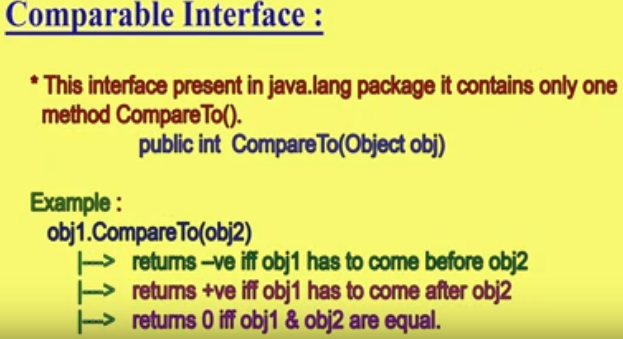 Comparable Interface :
* This interface present in java.lang package it contains only one
method CompareTo().
public int CompareTo(Object obj)
Example :
obj1.CompareTo(obj2)
|---> returns –ve iff obj1 has to come before obj2
|---> returns +ve iff obj1 has to come after obj2
|---> returns 0 iff obj1 & obj2 are equal.